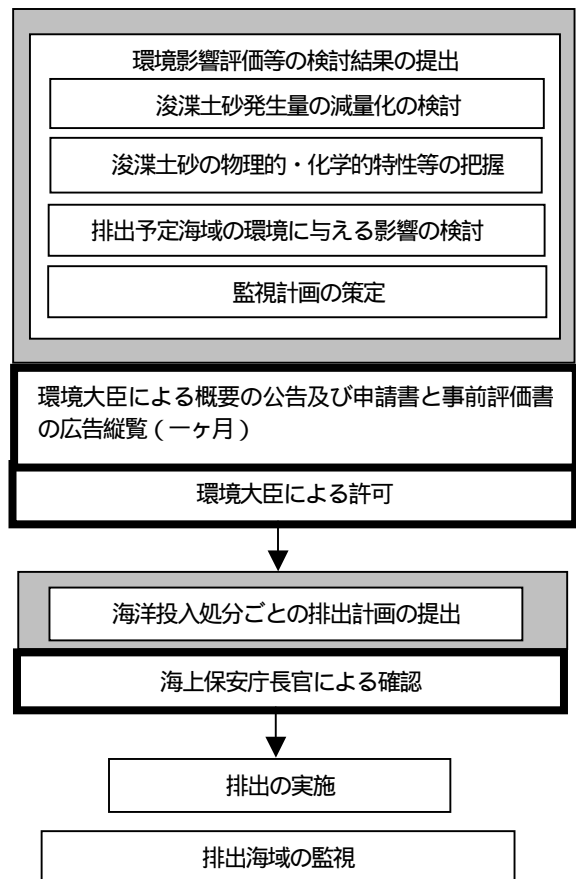 環境影響評価等の検討結果の提出
浚渫土砂発生量の減量化の検討
浚渫土砂の物理的・化学的特性等の把握
排出予定海域の環境に与える影響の検討
監視計画の策定
環境大臣による概要の公告及び申請書と事前評価書
の広告縦覧（一ヶ月）
環境大臣による許可
海洋投入処分ごとの排出計画の提出
海上保安庁長官による確認
排出の実施
排出海域の監視